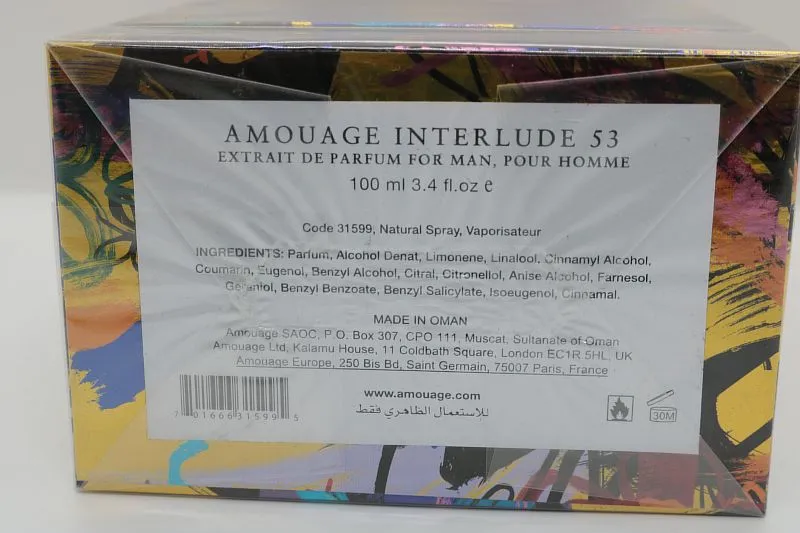 AMOUAGE INTERLUDE 53
EXTRAIT DE PARFUM FOR MAN, POUR HOMME
100 ml 3.4 fl.oz e
Code 31599, Natural Spray, Vaporisateur
INGREDIENTS: Parfum, Alcohol Denat, Limonene, Linalool, Cinnamyl Alcohol,
Coumarin, Eugenol, Benzyl Alcohol, Citral, Citronellol, Anise Alcohol, Farnesol,
Geraniol, Benzyl Benzoate, Benzyl Salicylate, Isoeugenol, Cinnamal.
MADE IN OMAN
Amouage SAOC, P.O. Box 307, CPO 111, Muscat, Sultanate of Oman
Amouage Ltd, Kalamu House, 11 Coldbath Square, London EC1R 5HL, UK
Amouage Europe, 250 Bis Bd, Saint Germain, 75007 Paris, France
www.amouage.com
للاستعمال الظاهري فقط
7 01666 31599 5
30M